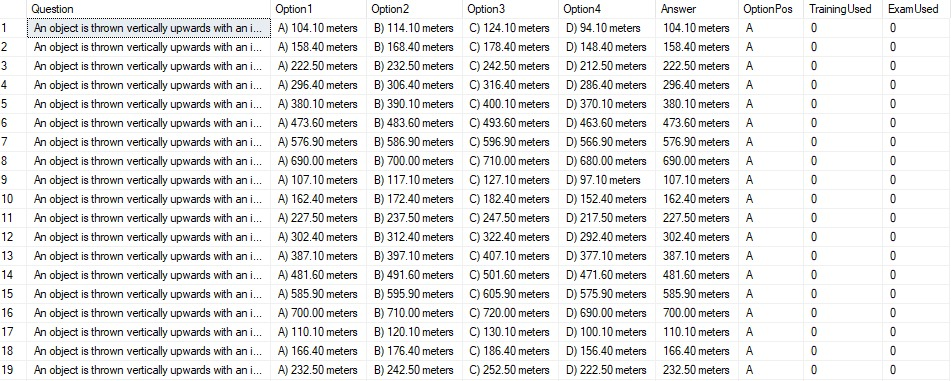 Question Option1 Option2 Option3 Option4 Answer OptionPos TrainingUsed ExamUsed
1 An object is thrown vertically upwards with an i... A) 104.10 meters B) 114.10 meters C) 124.10 meters D) 94.10 meters 104.10 meters A 0 0
2 An object is thrown vertically upwards with an i... A) 158.40 meters B) 168.40 meters C) 178.40 meters D) 148.40 meters 158.40 meters A 0 0
3 An object is thrown vertically upwards with an i... A) 222.50 meters B) 232.50 meters C) 242.50 meters D) 212.50 meters 222.50 meters A 0 0
4 An object is thrown vertically upwards with an i... A) 296.40 meters B) 306.40 meters C) 316.40 meters D) 286.40 meters 296.40 meters A 0 0
5 An object is thrown vertically upwards with an i... A) 380.10 meters B) 390.10 meters C) 400.10 meters D) 370.10 meters 380.10 meters A 0 0
6 An object is thrown vertically upwards with an i... A) 473.60 meters B) 483.60 meters C) 493.60 meters D) 463.60 meters 473.60 meters A 0 0
7 An object is thrown vertically upwards with an i... A) 576.90 meters B) 586.90 meters C) 596.90 meters D) 566.90 meters 576.90 meters A 0 0
8 An object is thrown vertically upwards with an i... A) 690.00 meters B) 700.00 meters C) 710.00 meters D) 680.00 meters 690.00 meters A 0 0
9 An object is thrown vertically upwards with an i... A) 107.10 meters B) 117.10 meters C) 127.10 meters D) 97.10 meters 107.10 meters A 0 0
10 An object is thrown vertically upwards with an i... A) 162.40 meters B) 172.40 meters C) 182.40 meters D) 152.40 meters 162.40 meters A 0 0
11 An object is thrown vertically upwards with an i... A) 227.50 meters B) 237.50 meters C) 247.50 meters D) 217.50 meters 227.50 meters A 0 0
12 An object is thrown vertically upwards with an i... A) 302.40 meters B) 312.40 meters C) 322.40 meters D) 292.40 meters 302.40 meters A 0 0
13 An object is thrown vertically upwards with an i... A) 387.10 meters B) 397.10 meters C) 407.10 meters D) 377.10 meters 387.10 meters A 0 0
14 An object is thrown vertically upwards with an i... A) 481.60 meters B) 491.60 meters C) 501.60 meters D) 471.60 meters 481.60 meters A 0 0
15 An object is thrown vertically upwards with an i... A) 585.90 meters B) 595.90 meters C) 605.90 meters D) 575.90 meters 585.90 meters A 0 0
16 An object is thrown vertically upwards with an i... A) 700.00 meters B) 710.00 meters C) 720.00 meters D) 690.00 meters 700.00 meters A 0 0
17 An object is thrown vertically upwards with an i... A) 110.10 meters B) 120.10 meters C) 130.10 meters D) 100.10 meters 110.10 meters A 0 0
18 An object is thrown vertically upwards with an i... A) 166.40 meters B) 176.40 meters C) 186.40 meters D) 156.40 meters 166.40 meters A 0 0
19 An object is thrown vertically upwards with an i... A) 232.50 meters B) 242.50 meters C) 252.50 meters D) 222.50 meters 232.50 meters A 0 0